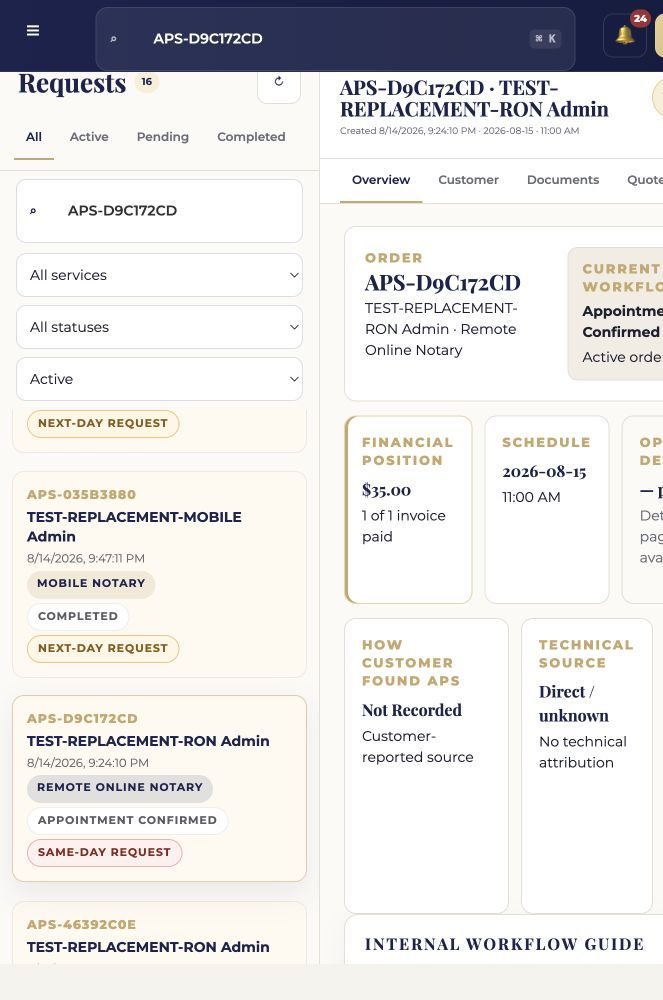 APS-D9C172CD
⌘ K
24
Requests 16
All Active Pending Completed
APS-D9C172CD
All services
All statuses
Active
NEXT-DAY REQUEST
APS-035B3880
TEST-REPLACEMENT-MOBILE
Admin
8/14/2026, 9:47:11 PM
MOBILE NOTARY
COMPLETED
NEXT-DAY REQUEST
APS-D9C172CD
TEST-REPLACEMENT-RON Admin
8/14/2026, 9:24:10 PM
REMOTE ONLINE NOTARY
APPOINTMENT CONFIRMED
SAME-DAY REQUEST
APS-46392C0E
TEST-REPLACEMENT-RON Admin
APS-D9C172CD · TEST-
REPLACEMENT-RON Admin
Created 8/14/2026, 9:24:10 PM · 2026-08-15 · 11:00 AM
Overview Customer Documents Quote
ORDER
APS-D9C172CD
TEST-REPLACEMENT-
RON Admin · Remote
Online Notary
CURRENT
WORKFLO
Appointme
Confirmed
Active orde
FINANCIAL
POSITION
$35.00
1 of 1 invoice
paid
SCHEDULE
2026-08-15
11:00 AM
OP
DE
— p
Det
pag
ava
HOW
CUSTOMER
FOUND APS
Not Recorded
Customer-
reported source
TECHNICAL
SOURCE
Direct /
unknown
No technical
attribution
INTERNAL WORKFLOW GUIDE